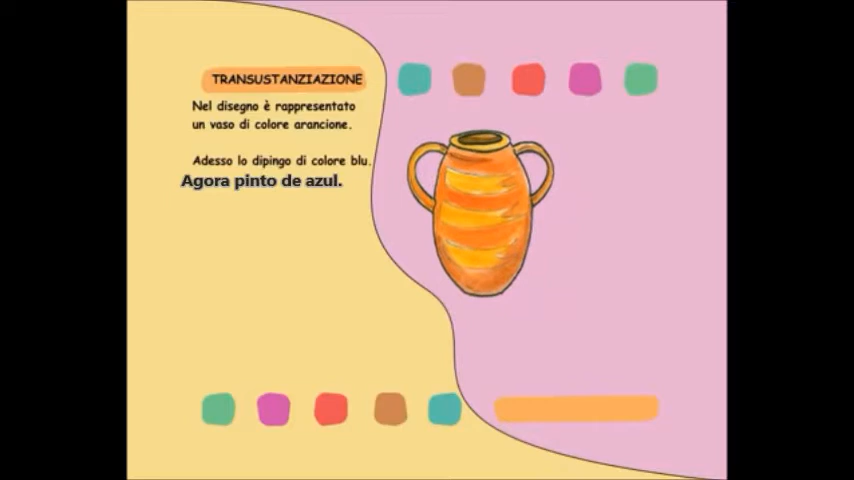 TRANSUSTANZIAZIONE
Nel disegno è rappresentato
un vaso di colore arancione.
Adesso lo dipingo di colore blu.
Agora pinto de azul.